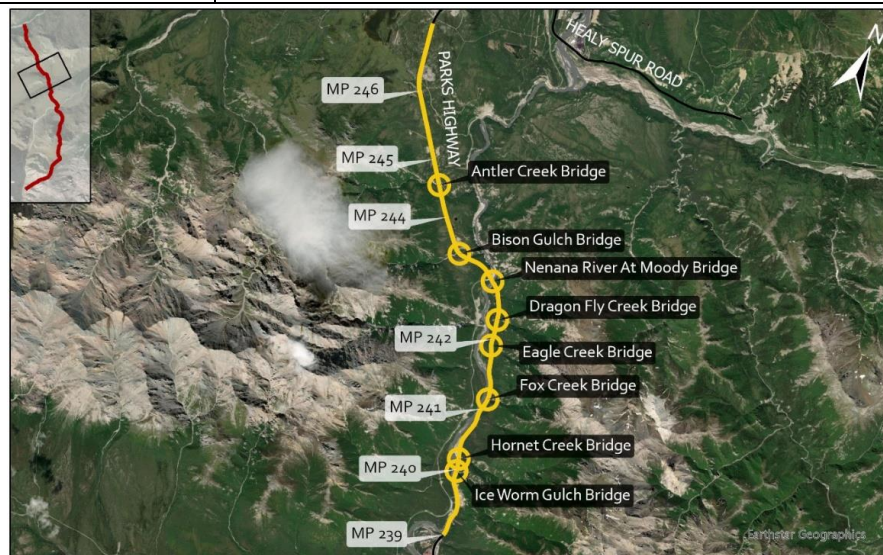 N
HEALY SPUR ROAD
PARKS HIGHWAY
MP 246
MP 245
Antler Creek Bridge
MP 244
Bison Gulch Bridge
Nenana River At Moody Bridge
Dragon Fly Creek Bridge
MP 242
Eagle Creek Bridge
Fox Creek Bridge
MP 241
Hornet Creek Bridge
MP 240
Ice Worm Gulch Bridge
MP 239
Earthstar Geographics